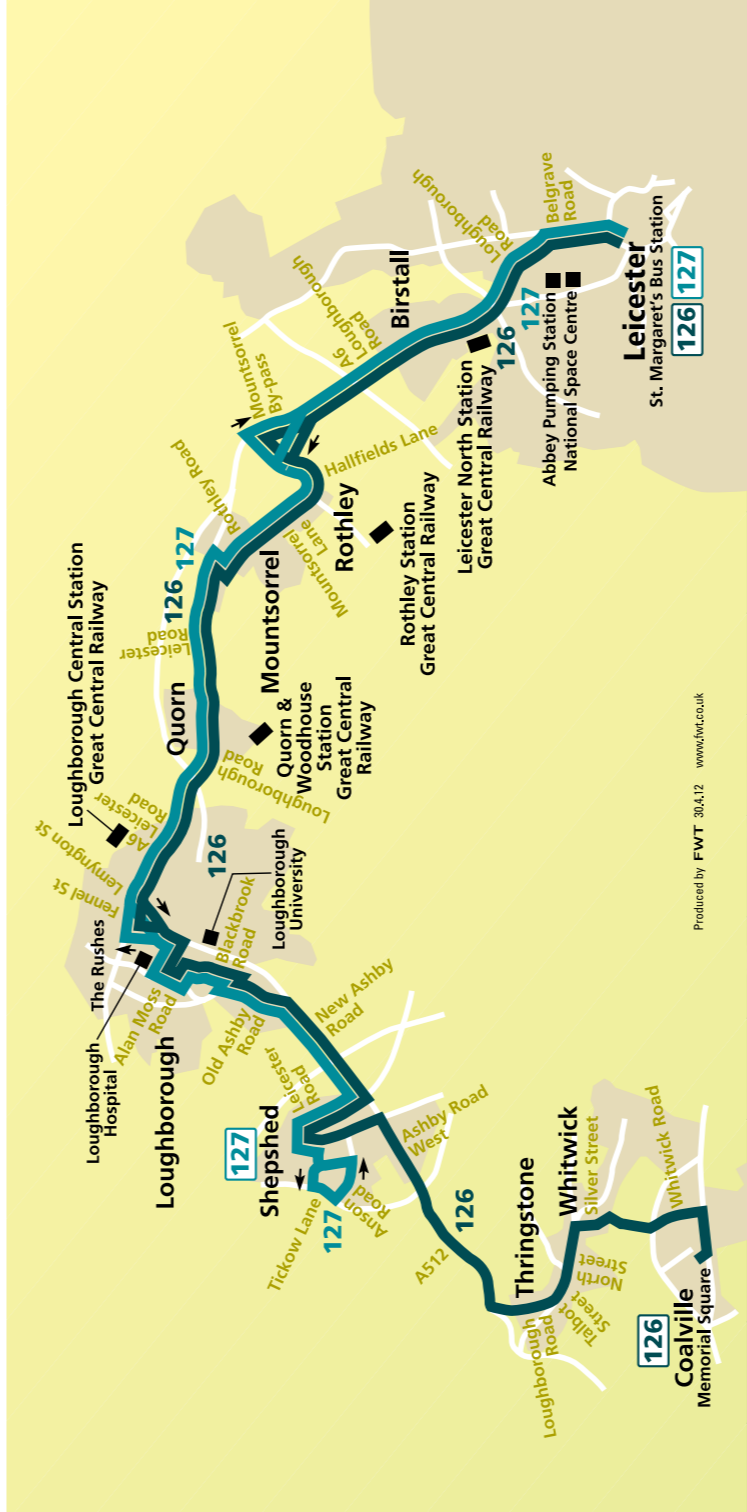 Coalville
Memorial Square
126
Whitwick Road
Whitwick
Silver Street
North
Street
Talbot
Street
Thringstone
Loughborough
Road
A512
126
Ashby Road
West
Shepshed
127
Tickow Lane
127
Anson
Road
Leicester
Road
New Ashby
Road
Old Ashby
Road
Loughborough
Loughborough
Hospital
The Rushes
Alan Moss
Road
Blackbrook
Road
Loughborough
University
126
Fennel St
Lemyngton St
A6
Leicester
Road
Loughborough Central Station
Great Central Railway
Quorn
Loughborough
Road
Quorn &
Woodhouse
Station
Great Central
Railway
Leicester
Road
126
127
Mountsorrel
Rothley Road
Mountsorrel
Lane
Rothley
Rothley Station
Great Central Railway
Hallfields Lane
Mountsorrel
By-pass
A6
Loughborough
Road
Birstall
Leicester North Station
Great Central Railway
126
127
Loughborough
Road
Belgrave
Road
Abbey Pumping Station
National Space Centre
Leicester
St. Margaret's Bus Station
126
127
Produced by FWT 30.4.12 www.fwt.co.uk